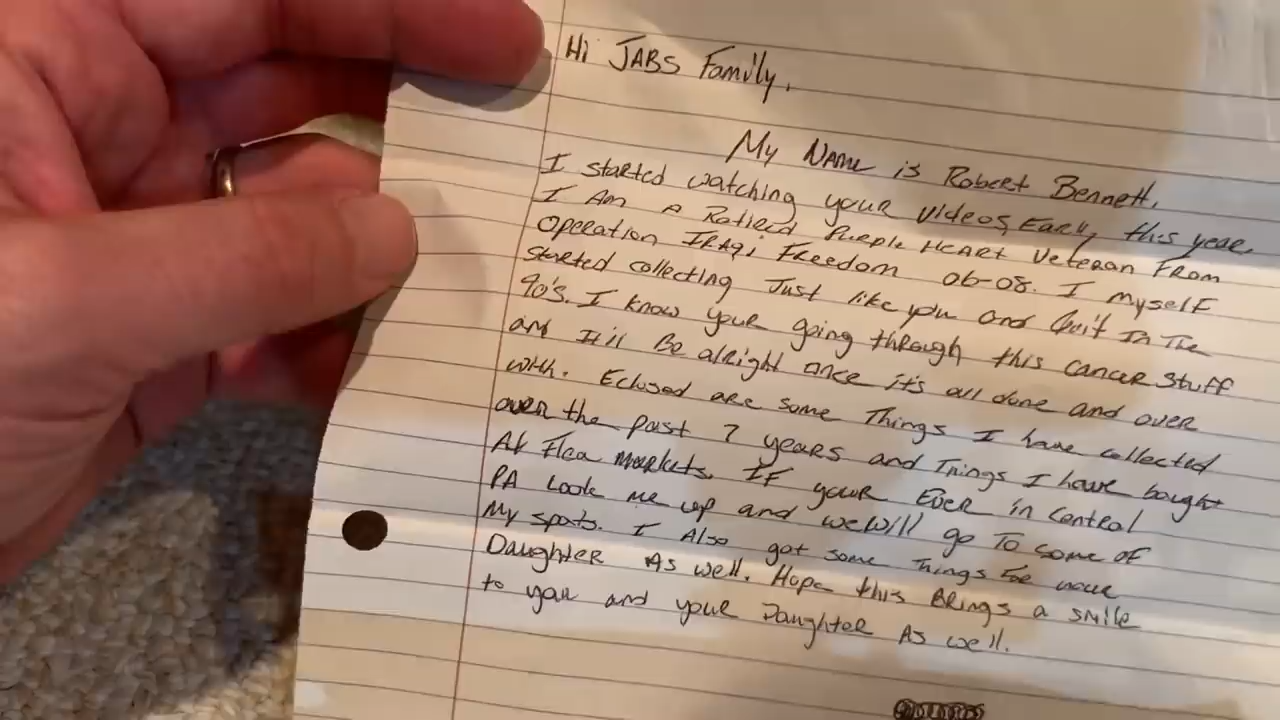 Hi JABS Family,
My Name is Robert Bennett,
I started watching your videos, Early this year.
I Am a Retired Purple Heart Veteran From
Operation IRAQi Freedom 06-08. I myself
started collecting Just like you and Quit In The
90's. I know your going through this cancer stuff
and It'll Be alright once it's all done and over
with. Eclosed are some Things I have collected
over the past 7 years and Things I have bought
At Flea Markets. IF your Ever in Central
PA Look me up and we will go To some of
My spots. I Also got some Things For your
Daughter As well. Hope this Brings a smile
to you and your Daughter As well.